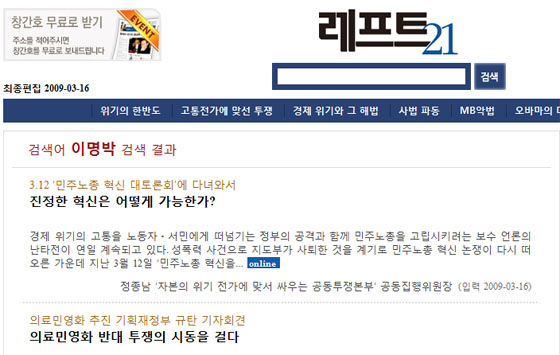 창간호 무료로 받기
주소를 적어주시면
창간호를 무료로 보내드립니다
EVENT
레프트21
검색
최종편집 2009-03-16
위기의 한반도
고통전가에 맞선 투쟁
경제 위기와 그 해법
사법 파동
MB악법
오바마의 미
검색어 이명박 검색 결과
3.12 '민주노총 혁신 대토론회'에 다녀와서
진정한 혁신은 어떻게 가능한가?
경제 위기의 고통을 노동자·서민에게 떠넘기는 정부의 공격과 함께 민주노총을 고립시키려는 보수 언론의
난타전이 연일 계속되고 있다. 성폭력 사건으로 지도부가 사퇴한 것을 계기로 민주노총 혁신 논쟁이 다시 떠
오른 가운데 지난 3월 12일 '민주노총 혁신을... online
정종남 '자본의 위기 전가에 맞서 싸우는 공동투쟁본부' 공동집행위원장 (입력 2009-03-16)
의료민영화 추진 기획재정부 규탄 기자회견
의료민영화 반대 투쟁의 시동을 걸다